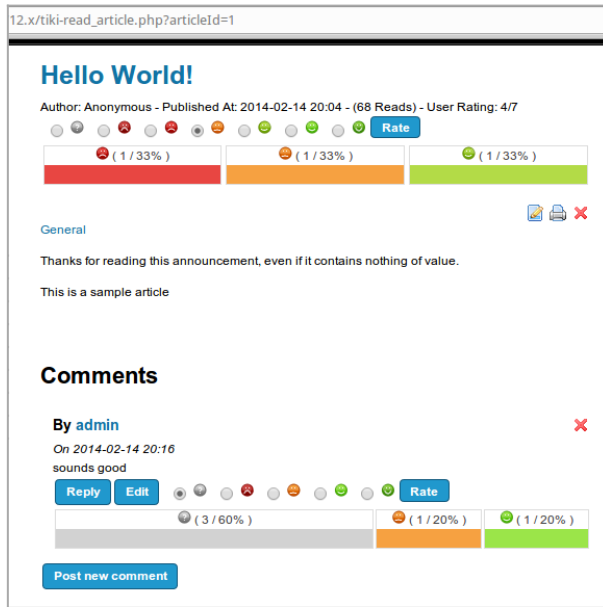 12.x/tiki-read_article.php?articleId=1
Hello World!
Author: Anonymous - Published At: 2014-02-14 20:04 - (68 Reads) - User Rating: 4/7
Rate
( 1 / 33% ) ( 1 / 33% ) ( 1 / 33% )
General
Thanks for reading this announcement, even if it contains nothing of value.
This is a sample article
Comments
By admin
On 2014-02-14 20:16
sounds good
Reply Edit Rate
( 3 / 60% ) ( 1 / 20% ) ( 1 / 20% )
Post new comment